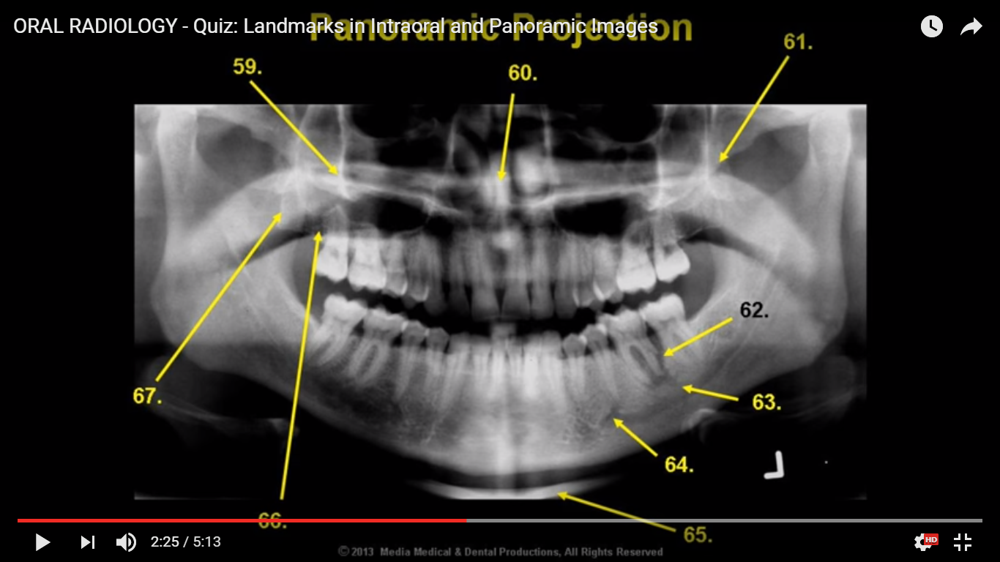 ORAL RADIOLOGY - Quiz: Landmarks in Intraoral and Panoramic Images
Panoramic Projection
59.
60.
61.
62.
67.
63.
64.
L
66.
65.
2:25 / 5:13
HD
©2013 Media Medical & Dental Productions, All Rights Reserved